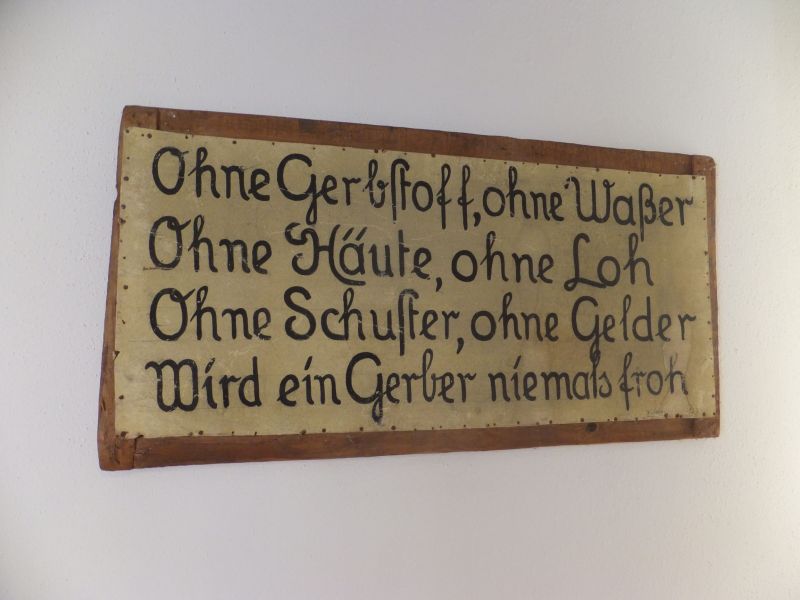 Ohne Gerbſtoff, ohne Waßer
Ohne Häute, ohne Loh
Ohne Schuſter, ohne Gelder
Wird ein Gerber niemals froh